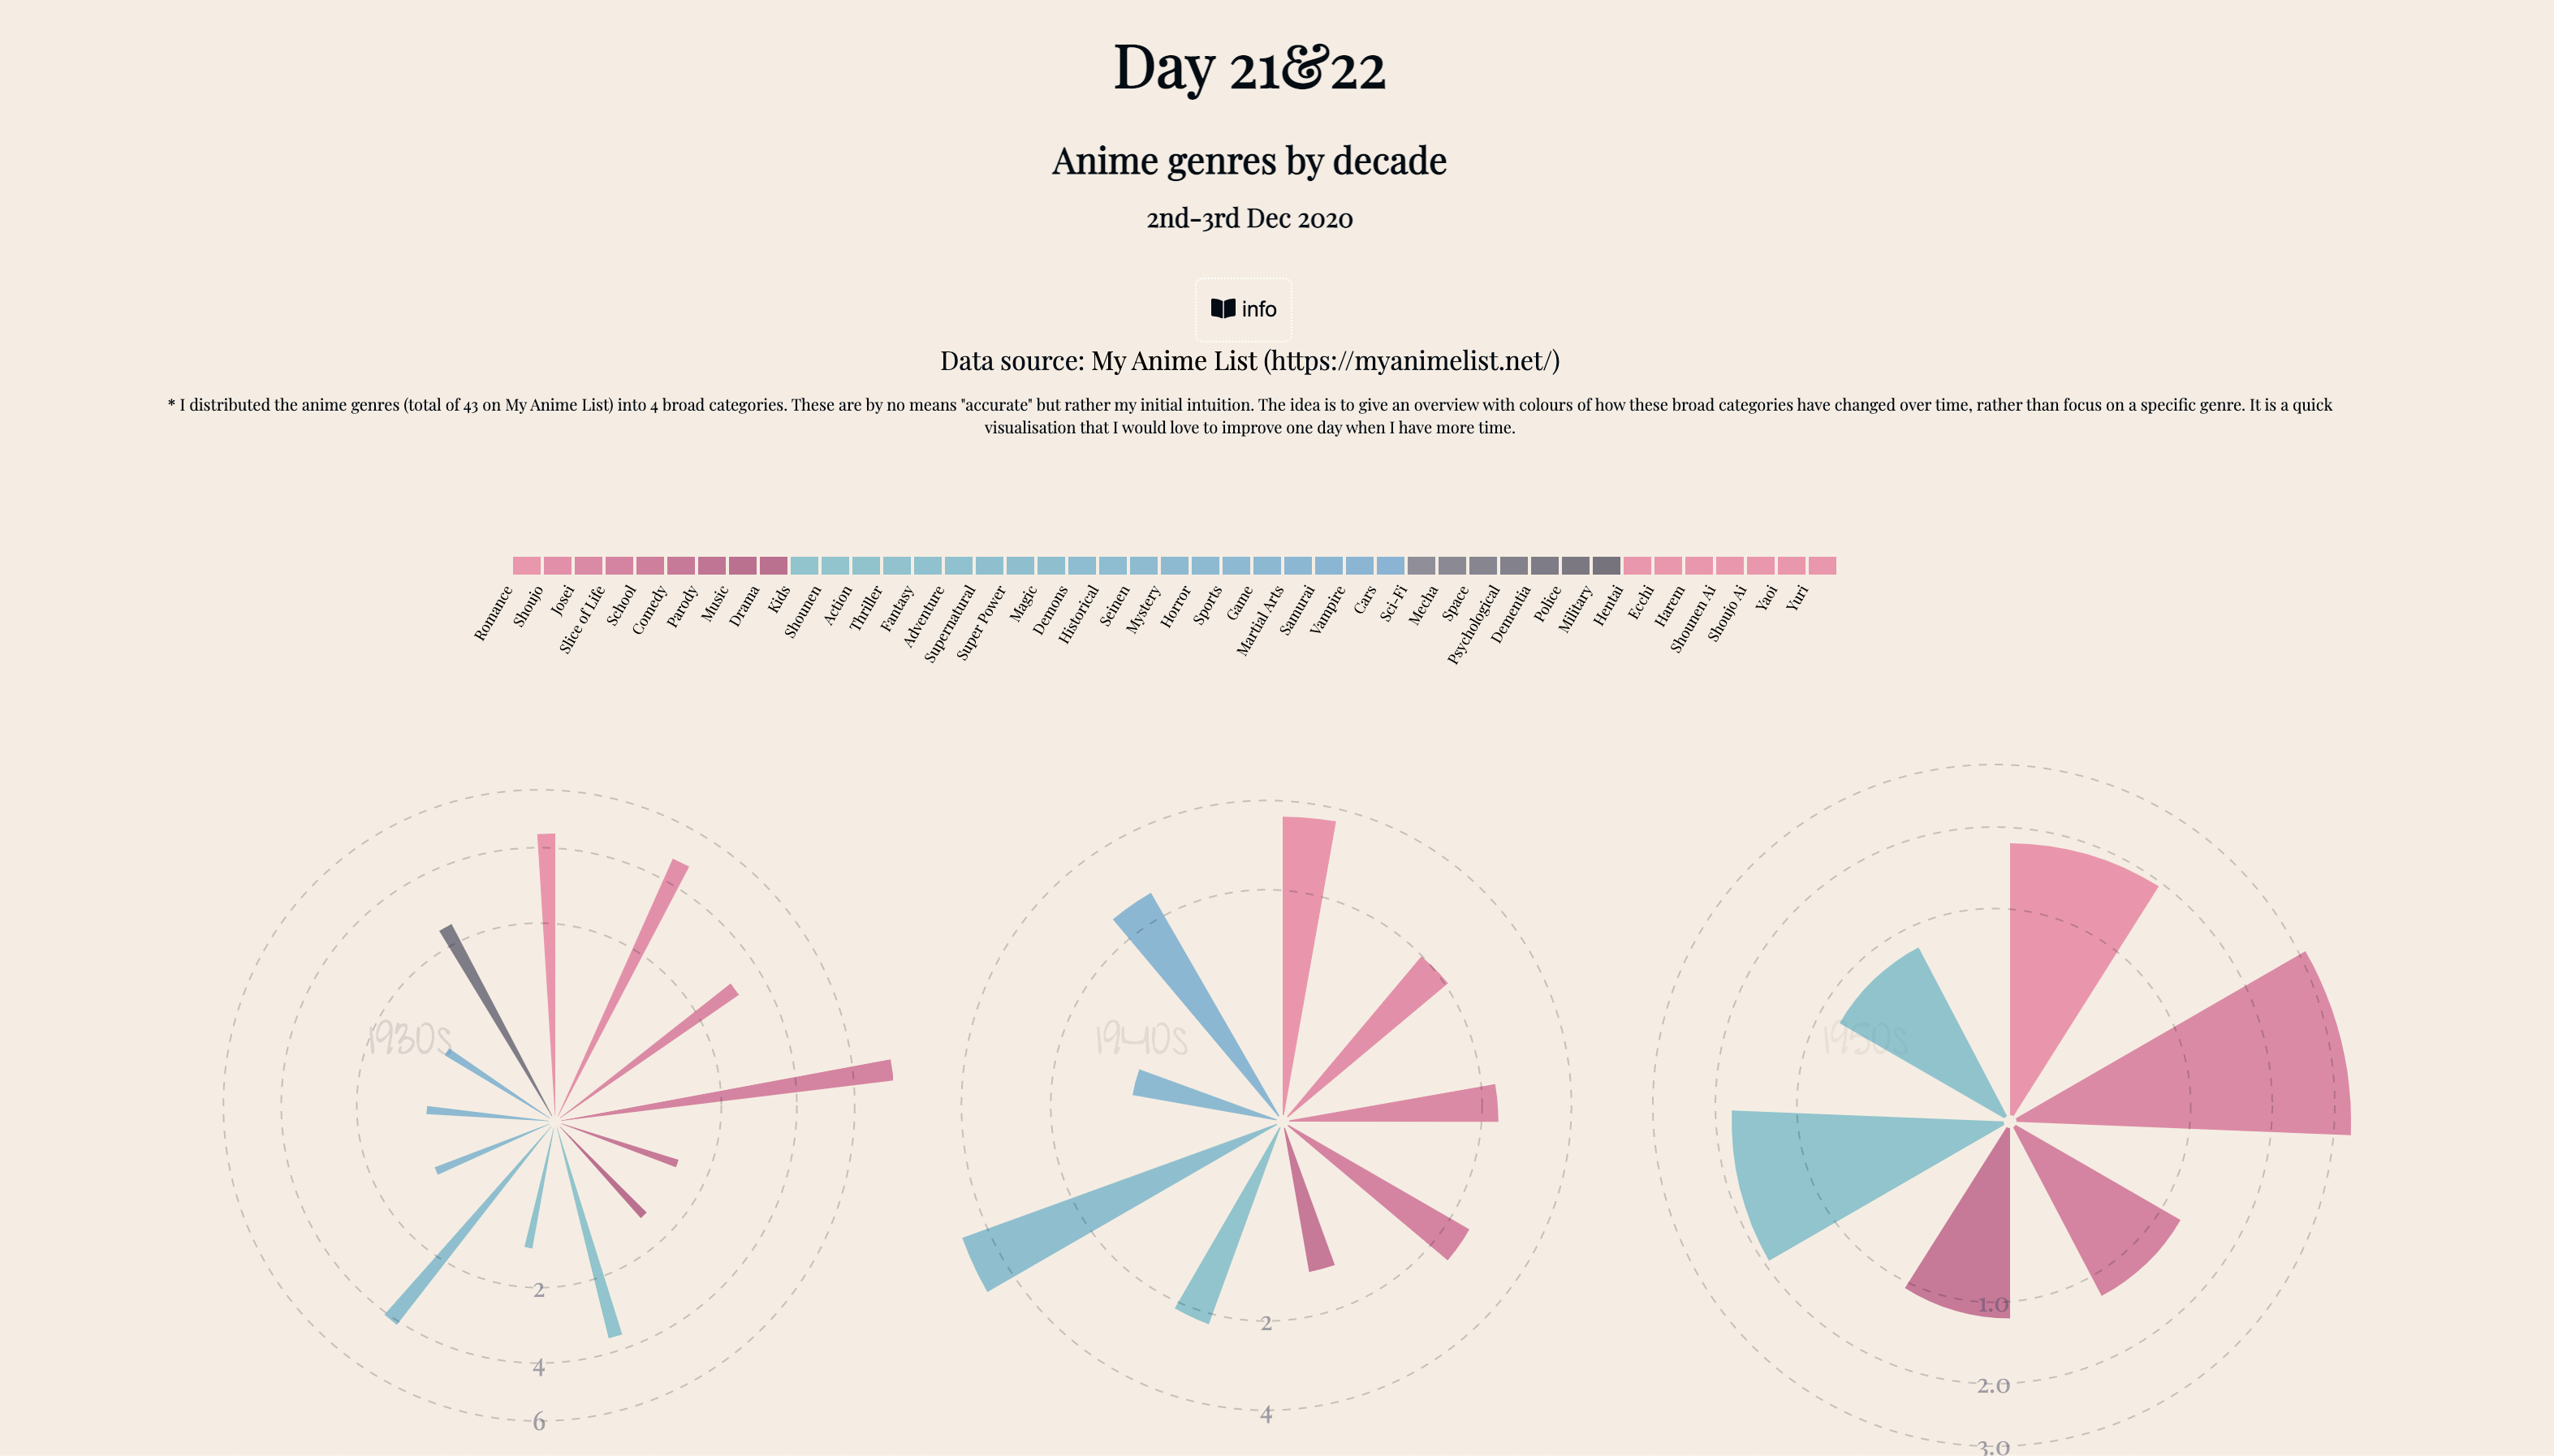 Day 21&22
Anime genres by decade
2nd-3rd Dec 2020
info
Data source: My Anime List (https://myanimelist.net/)
* I distributed the anime genres (total of 43 on My Anime List) into 4 broad categories. These are by no means "accurate" but rather my initial intuition. The idea is to give an overview with colours of how these broad categories have changed over time, rather than focus on a specific genre. It is a quick
visualisation that I would love to improve one day when I have more time.
Romance
Shoujo
Josei
Slice of Life
School
Comedy
Parody
Music
Drama
Kids
Shounen
Action
Thriller
Fantasy
Adventure
Supernatural
Super Power
Magic
Demons
Historical
Seinen
Mystery
Horror
Sports
Game
Martial Arts
Samurai
Vampire
Cars
Sci-Fi
Mecha
Space
Psychological
Dementia
Police
Military
Hentai
Ecchi
Harem
Shounen Ai
Shoujo Ai
Yaoi
Yuri
1930s
2
4
6
1940s
2
4
1950s
1.0
2.0
3.0